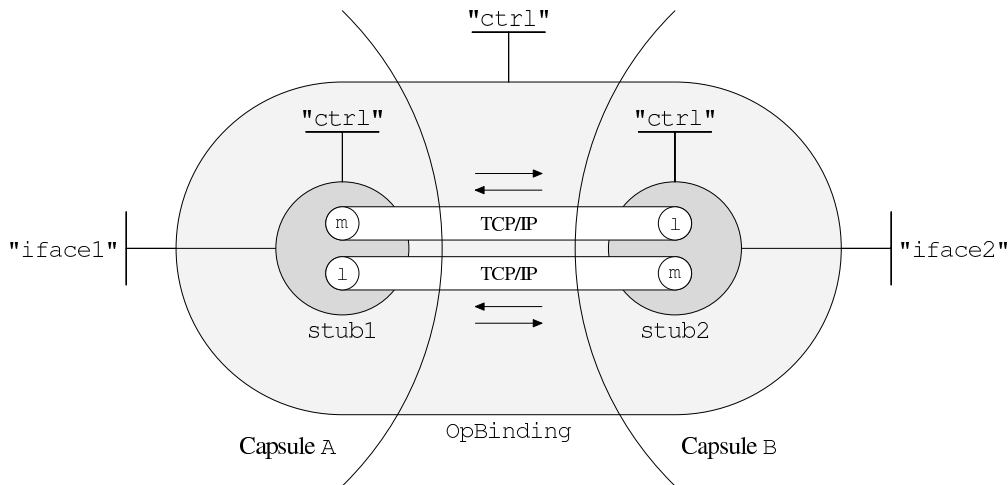 "ctrl"
"ctrl"
"ctrl"
m
TCP/IP
l
"iface1"
"iface2"
l
TCP/IP
m
stub1
stub2
OpBinding
Capsule A
Capsule B